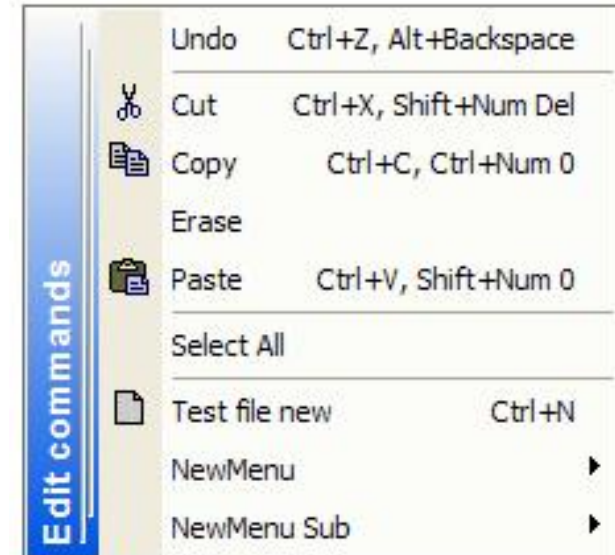 Edit commands
Undo Ctrl+Z, Alt+Backspace
Cut Ctrl+X, Shift+Num Del
Copy Ctrl+C, Ctrl+Num 0
Erase
Paste Ctrl+V, Shift+Num 0
Select All
Test file new Ctrl+N
NewMenu
NewMenu Sub